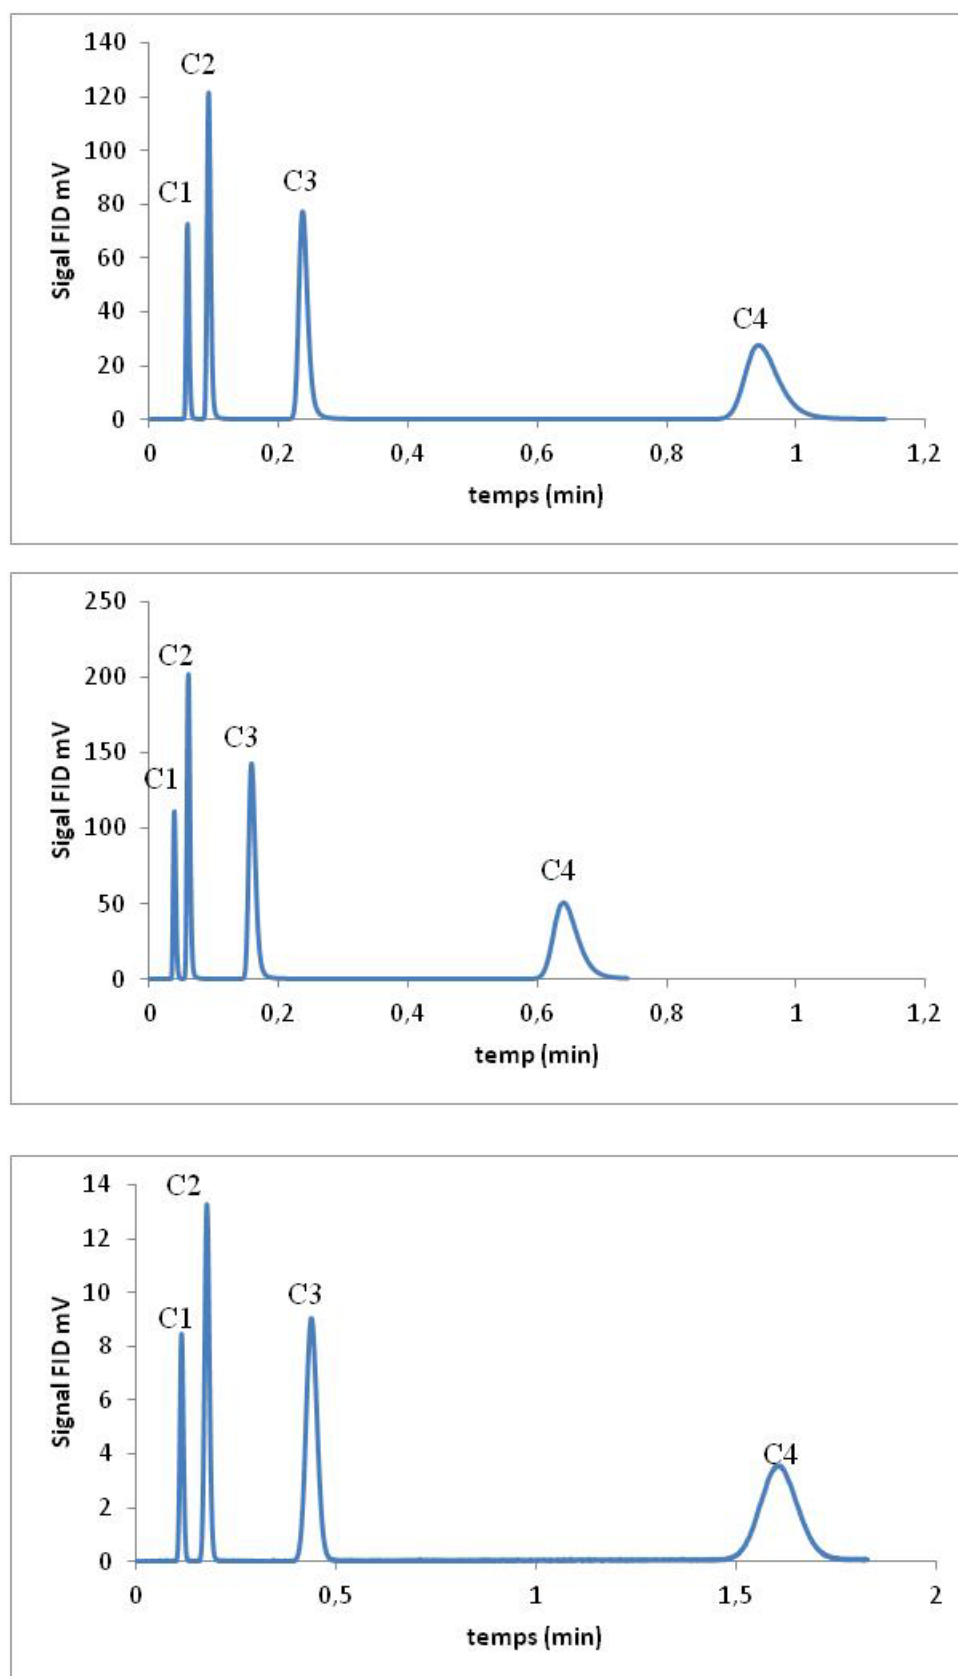 140
120
100
80
60
40
20
0
Sigal FID mV
C1
C2
C3
C4
0 0,2 0,4 0,6 0,8 1 1,2
temps (min)
250
200
150
100
50
0
Sigal FID mV
C1
C2
C3
C4
0 0,2 0,4 0,6 0,8 1 1,2
temp (min)
14
12
10
8
6
4
2
0
Signal FID mV
C1
C2
C3
C4
0 0,5 1 1,5 2
temps (min)